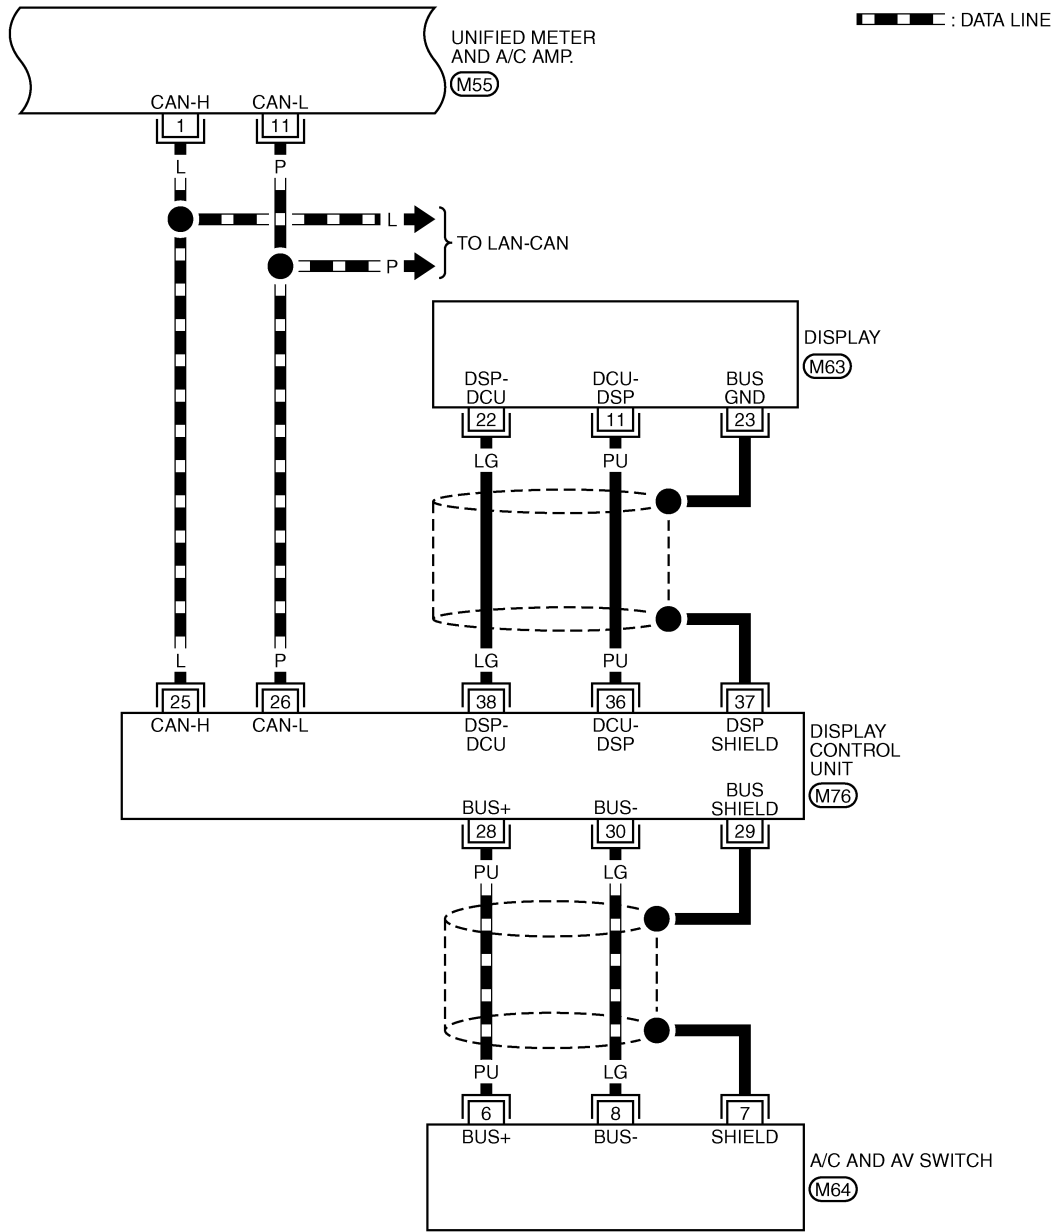 : DATA LINE
UNIFIED METER
AND A/C AMP.
M55
CAN-H CAN-L
1 11
L P
L
TO LAN-CAN
P
DISPLAY
M63
DSP-
DCU
DCU-
DSP
BUS
GND
22 11 23
LG PU
LG PU
L P
25 26 38 36 37
CAN-H CAN-L
DSP-
DCU
DCU-
DSP
DSP
SHIELD
DISPLAY
CONTROL
UNIT
M76
BUS+ BUS-
BUS
SHIELD
28 30 29
PU LG
PU LG
6 8 7
BUS+ BUS- SHIELD
A/C AND AV SWITCH
M64